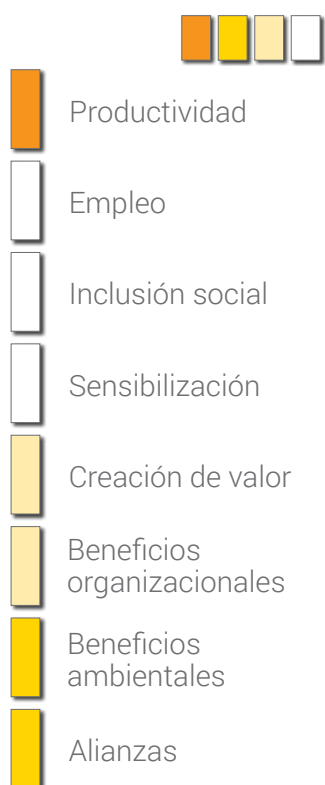 Productividad
Empleo
Inclusión social
Sensibilización
Creación de valor
Beneficios
organizacionales
Beneficios
ambientales
Alianzas